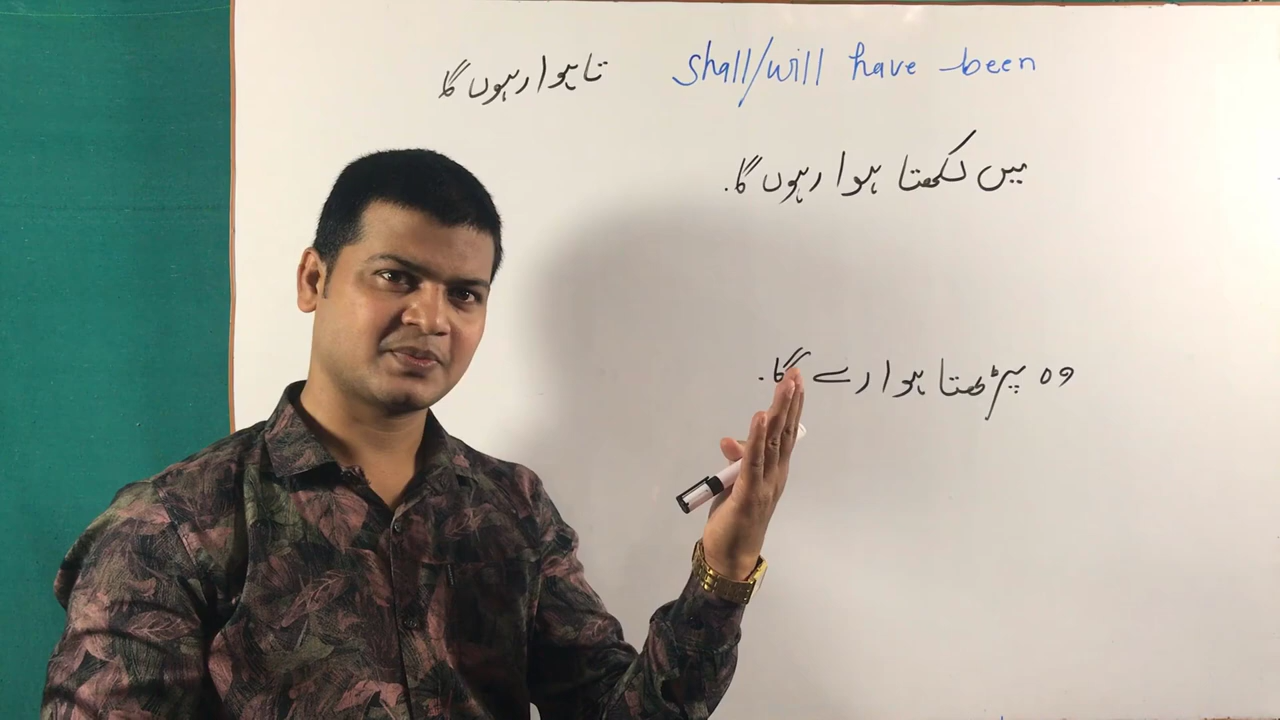 تا ہوا رہوں گا shall/will have been
میں لکھتا ہوا رہوں گا.
وہ پڑھتا ہوا رہے گا.